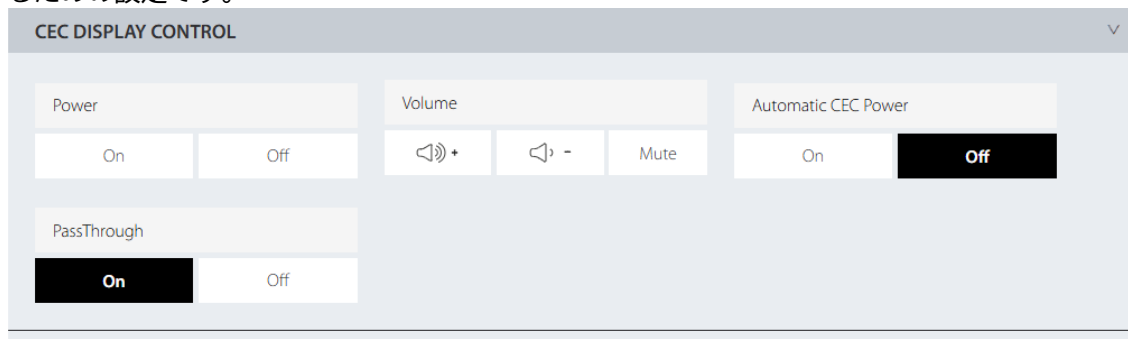 るための設定です。
CEC DISPLAY CONTROL
Power
Volume
Automatic CEC Power
On Off
+ - Mute
On Off
PassThrough
On Off